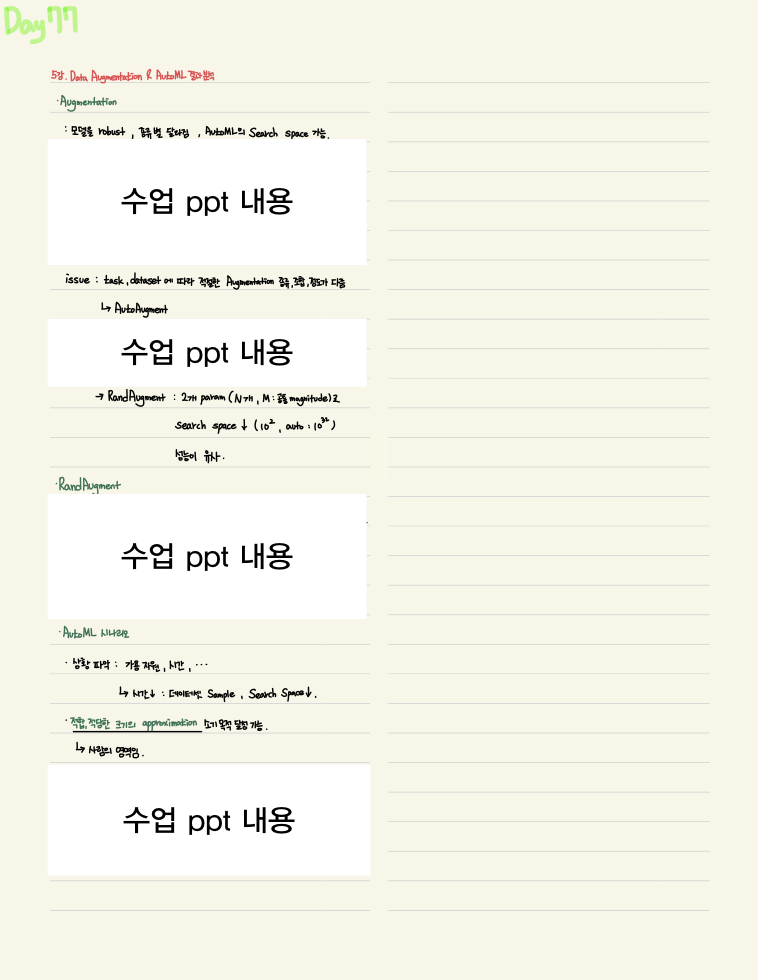 Day 77
5강. Data Augmentation & AutoML 결과분석
· Augmentation
: 모델을 robust , 종류별 달라짐 , AutoML의 Search space 가능.
수업 ppt 내용
issue : task, dataset 에 따라 적절한 Augmentation 종류,조합,정도가 다름
↳ AutoAugment
수업 ppt 내용
→ RandAugment : 2개 param (N개 , M : 공통 magnitude)로
search space ↓ (10², auto : 10³²)
성능이 유사.
· RandAugment
수업 ppt 내용
· AutoML 시나리오
· 상황 파악 : 가용 자원 , 시간 , ···
↳ 시간↓ : 데이터셋 Sample , Search Space↓.
· 적합,적당한 크기의 approximation 소기 목적 달성 가능.
↳ 사람의 영역임.
수업 ppt 내용